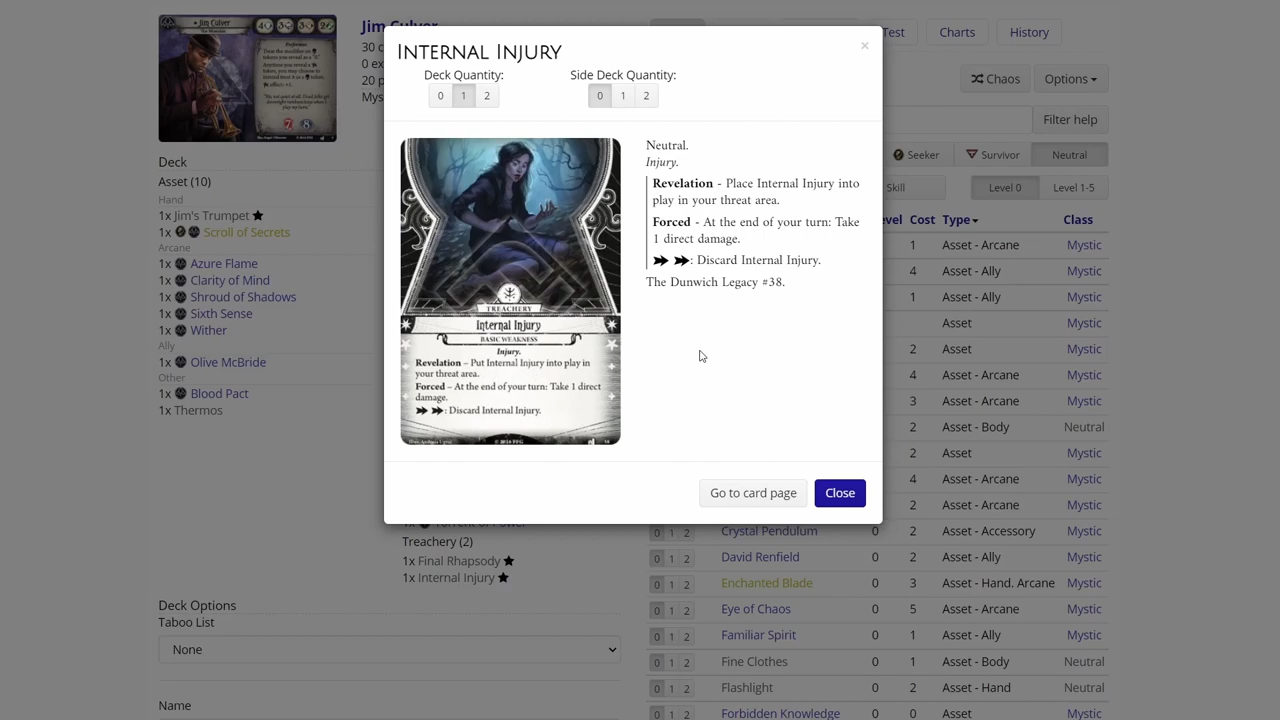 Jim Culver
Jim Culver
30 c
0 ex
20 p
Mys
Test
Charts
History
Chaos
Options
Filter help
Seeker
Survivor
Neutral
Skill
Level 0
Level 1-5
INTERNAL INJURY
×
Deck Quantity:
0 1 2
Side Deck Quantity:
0 1 2
TREACHERY
Internal Injury
BASIC WEAKNESS
Injury.
Revelation – Put Internal Injury into play in
your threat area.
Forced – At the end of your turn: Take 1 direct
damage.
: Discard Internal Injury.
Neutral.
Injury.
Revelation - Place Internal Injury into
play in your threat area.
Forced - At the end of your turn: Take
1 direct damage.
: Discard Internal Injury.
The Dunwich Legacy #38.
Go to card page
Close
Deck
Asset (10)
Hand
1x Jim's Trumpet
1x Scroll of Secrets
Arcane
1x Azure Flame
1x Clarity of Mind
1x Shroud of Shadows
1x Sixth Sense
1x Wither
Ally
1x Olive McBride
Other
1x Blood Pact
1x Thermos
Treachery (2)
1x Final Rhapsody
1x Internal Injury
Deck Options
Taboo List
None
Name
evel Cost Type Class
1 Asset - Arcane Mystic
4 Asset - Ally Mystic
1 Asset - Ally Mystic
3 Asset Mystic
2 Asset Mystic
4 Asset - Arcane Mystic
3 Asset - Arcane Mystic
2 Asset - Body Neutral
2 Asset Mystic
4 Asset - Arcane Mystic
2 Asset - Arcane Mystic
0 1 2 Crystal Pendulum 0 2 Asset - Accessory Mystic
0 1 2 David Renfield 0 2 Asset - Ally Mystic
0 1 2 Enchanted Blade 0 3 Asset - Hand. Arcane Mystic
0 1 2 Eye of Chaos 0 5 Asset - Arcane Mystic
0 1 2 Familiar Spirit 0 1 Asset - Ally Mystic
0 1 2 Fine Clothes 0 1 Asset - Body Neutral
0 1 2 Flashlight 0 2 Asset - Hand Neutral
0 1 2 Forbidden Knowledge 0 0 Asset Mystic